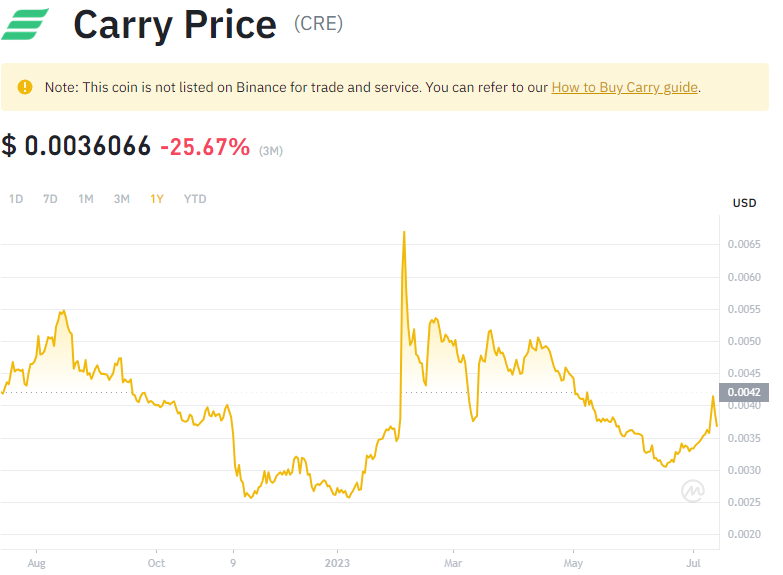 Carry Price (CRE)
Note: This coin is not listed on Binance for trade and service. You can refer to our How to Buy Carry guide.
$ 0.0036066 -25.67% (3M)
1D 7D 1M 3M 1Y YTD
USD
0.0065
0.0060
0.0055
0.0050
0.0045
0.0042
0.0040
0.0035
0.0030
0.0025
0.0020
Aug Oct 9 2023 Mar May Jul